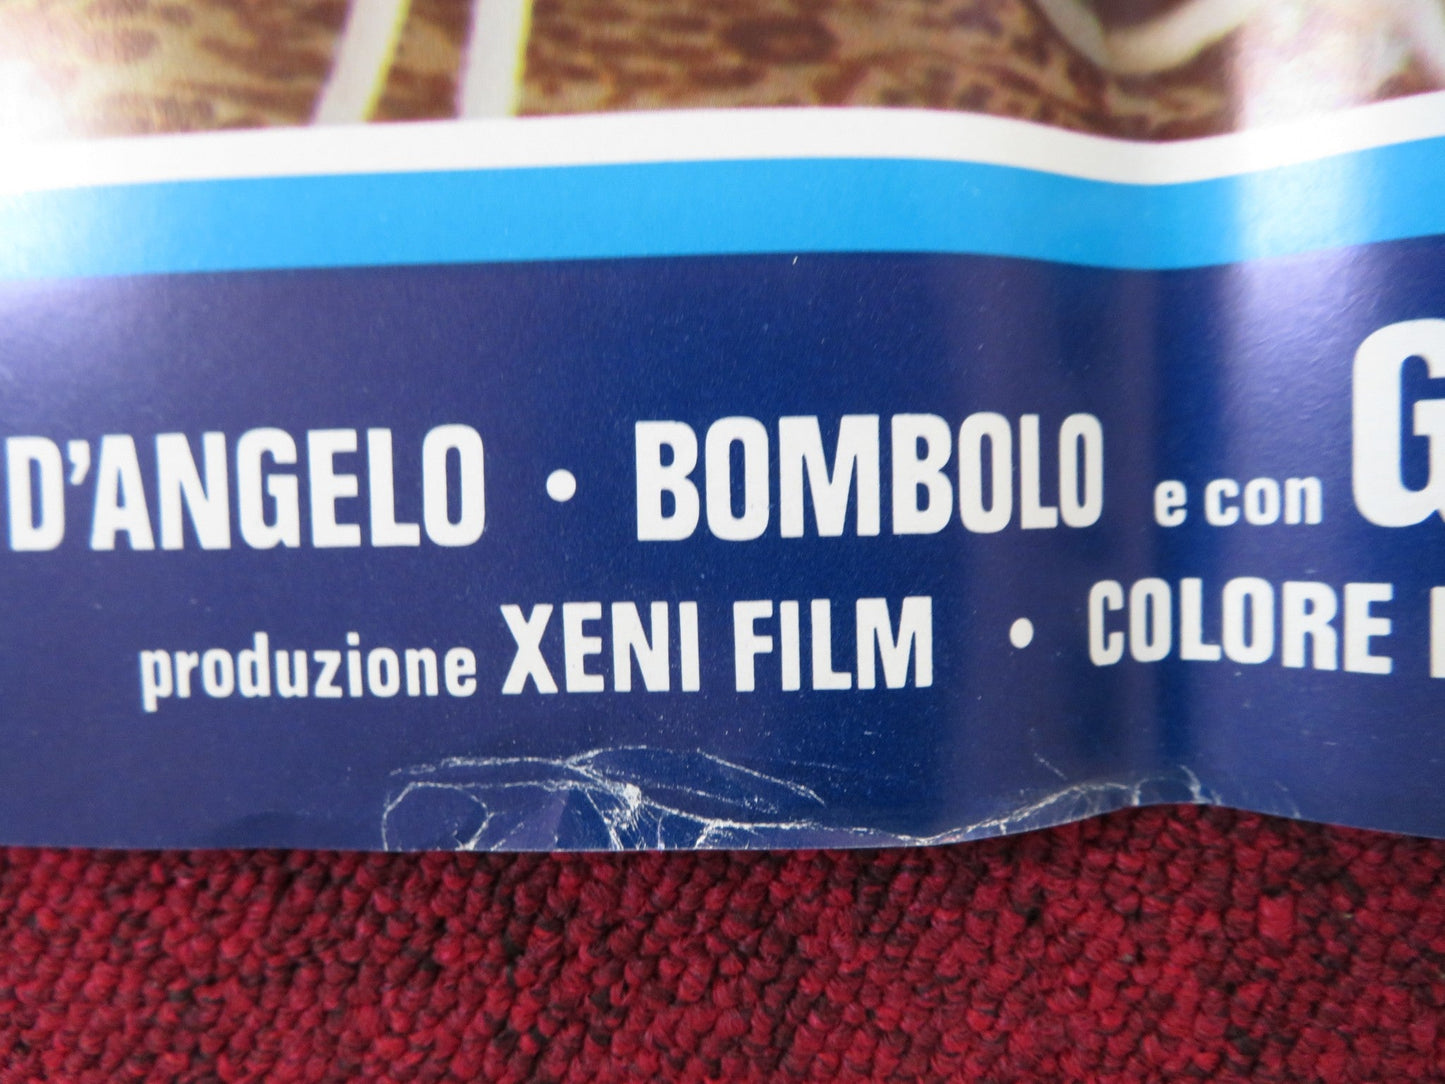 D'ANGELO • BOMBOLO e con G
produzione XENI FILM • COLORE